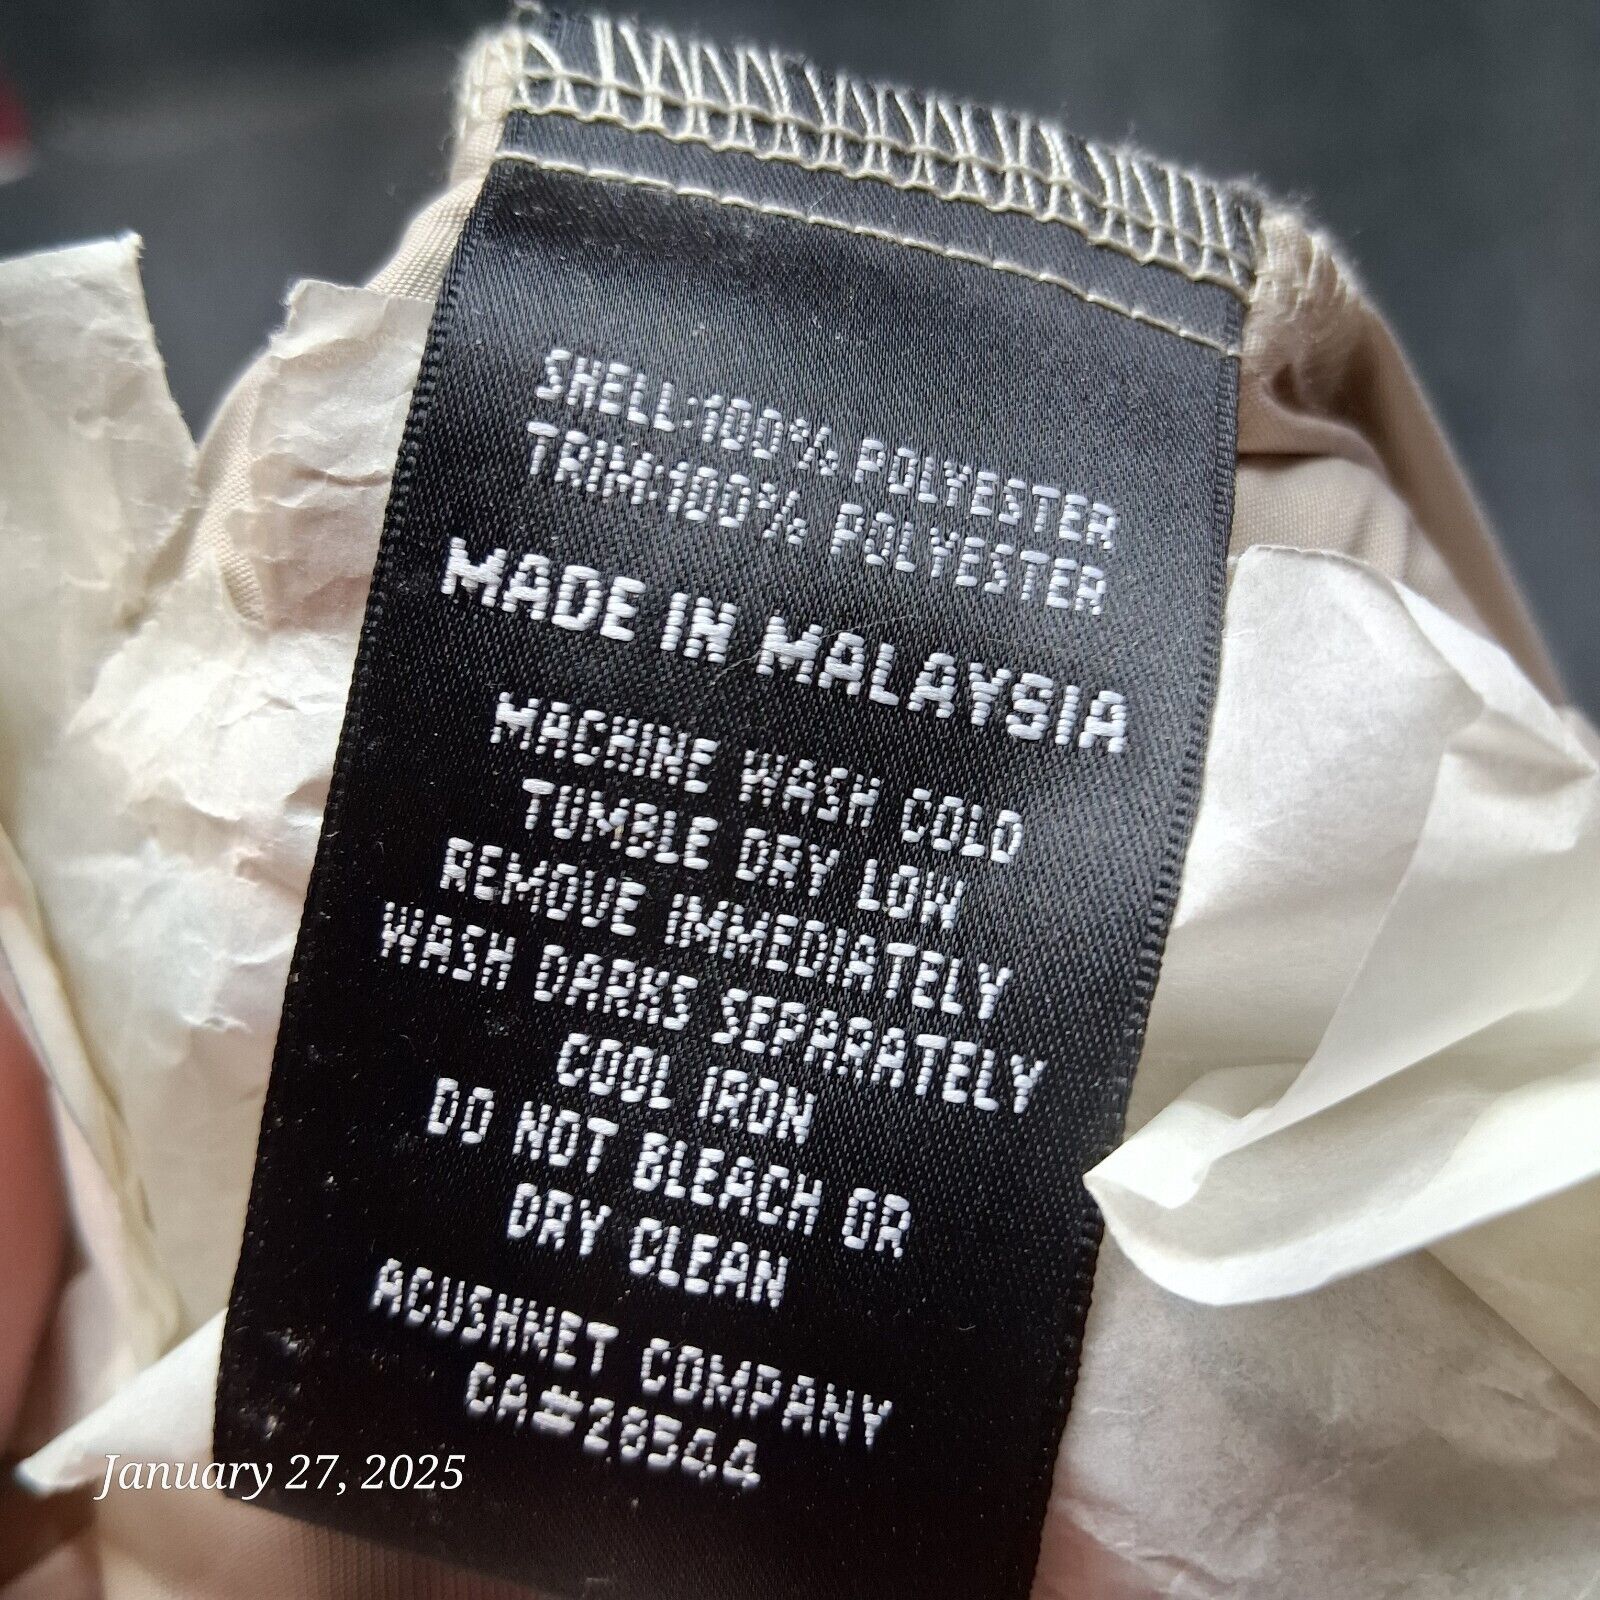 SHELL:100% POLYESTER
TRIM:100% POLYESTER
MADE IN MALAYSIA
MACHINE WASH COLD
TUMBLE DRY LOW
REMOVE IMMEDIATELY
WASH DARKS SEPARATELY
COOL IRON
DO NOT BLEACH OR
DRY CLEAN
ACUSHNET COMPANY
CA#28544
January 27, 2025